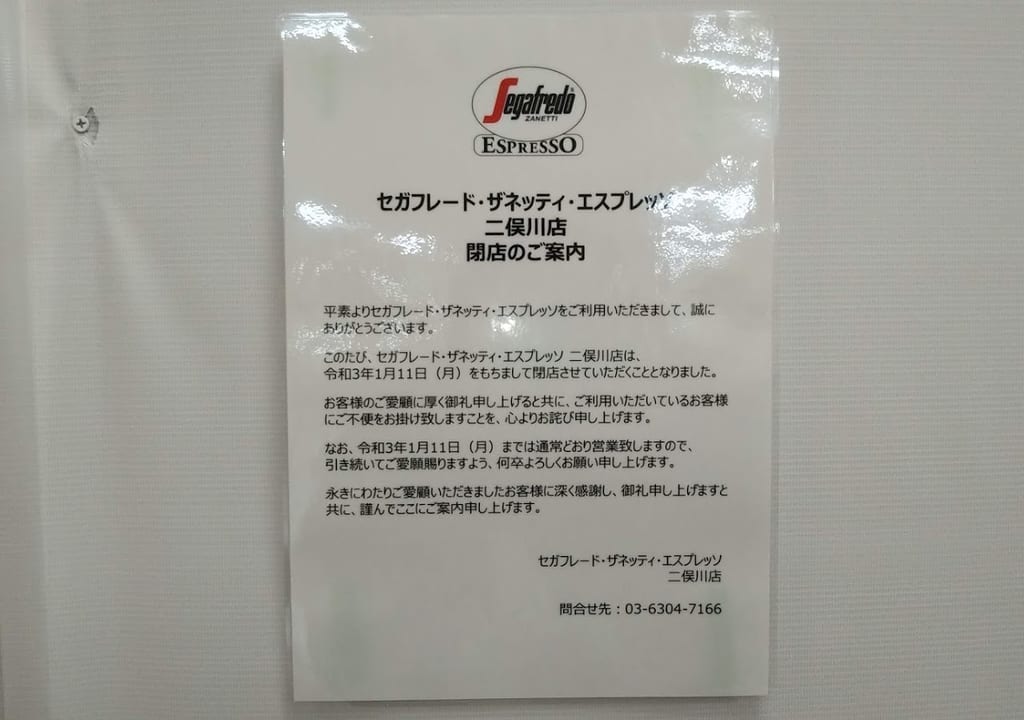 Segafredo
ZANETTI
ESPRESSO
セガフレード・ザネッティ・エスプレッソ
二俣川店
閉店のご案内
平素よりセガフレード・ザネッティ・エスプレッソをご利用いただきまして、誠に
ありがとうございます。
このたび、セガフレード・ザネッティ・エスプレッソ 二俣川店は、
令和3年1月11日（月）をもちまして閉店させていただくこととなりました。
お客様のご愛顧に厚く御礼申し上げると共に、ご利用いただいているお客様
にご不便をお掛け致しますことを、心よりお詫び申し上げます。
なお、令和3年1月11日（月）までは通常どおり営業致しますので、
引き続いてご愛願賜りますよう、何卒よろしくお願い申し上げます。
永きにわたりご愛顧いただきましたお客様に深く感謝し、御礼申し上げますと
共に、謹んでここにご案内申し上げます。
セガフレード・ザネッティ・エスプレッソ
二俣川店
問合せ先：03-6304-7166